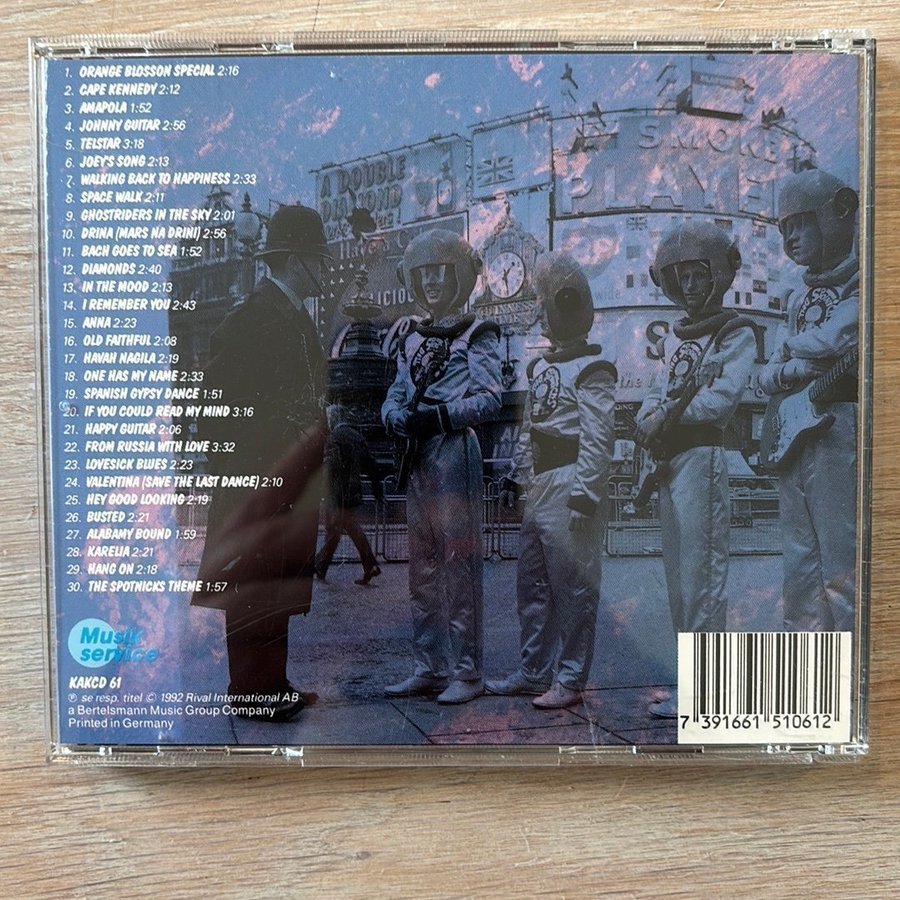 1. ORANGE BLOSSON SPECIAL 2:16
2. CAPE KENNEDY 2:12
3. AMAPOLA 1:52
4. JOHNNY GUITAR 2:56
5. TELSTAR 3:18
6. JOEY'S SONG 2:13
7. WALKING BACK TO HAPPINESS 2:33
8. SPACE WALK 2:11
9. GHOSTRIDERS IN THE SKY 2:01
10. DRINA (MARS NA DRINI) 2:56
11. BACH GOES TO SEA 1:52
12. DIAMONDS 2:40
13. IN THE MOOD 2:13
14. I REMEMBER YOU 2:43
15. ANNA 2:23
16. OLD FAITHFUL 2:08
17. HAVAH NAGILA 2:19
18. ONE HAS MY NAME 2:33
19. SPANISH GYPSY DANCE 1:51
20. IF YOU COULD READ MY MIND 3:16
21. HAPPY GUITAR 2:06
22. FROM RUSSIA WITH LOVE 3:32
23. LOVESICK BLUES 2:23
24. VALENTINA (SAVE THE LAST DANCE) 2:10
25. HEY GOOD LOOKING 2:19
26. BUSTED 2:21
27. ALABAMY BOUND 1:59
28. KARELIA 2:21
29. HANG ON 2:18
30. THE SPOTNICKS THEME 1:57
Musik
service
KAKCD 61
℗ se resp. titel © 1992 Rival International AB
a Bertelsmann Music Group Company
Printed in Germany
A DOUBLE
DIAMOND
Have a
DELICIOUS
SMOKE
PLAYE
GUINNESS
7 391661 510612